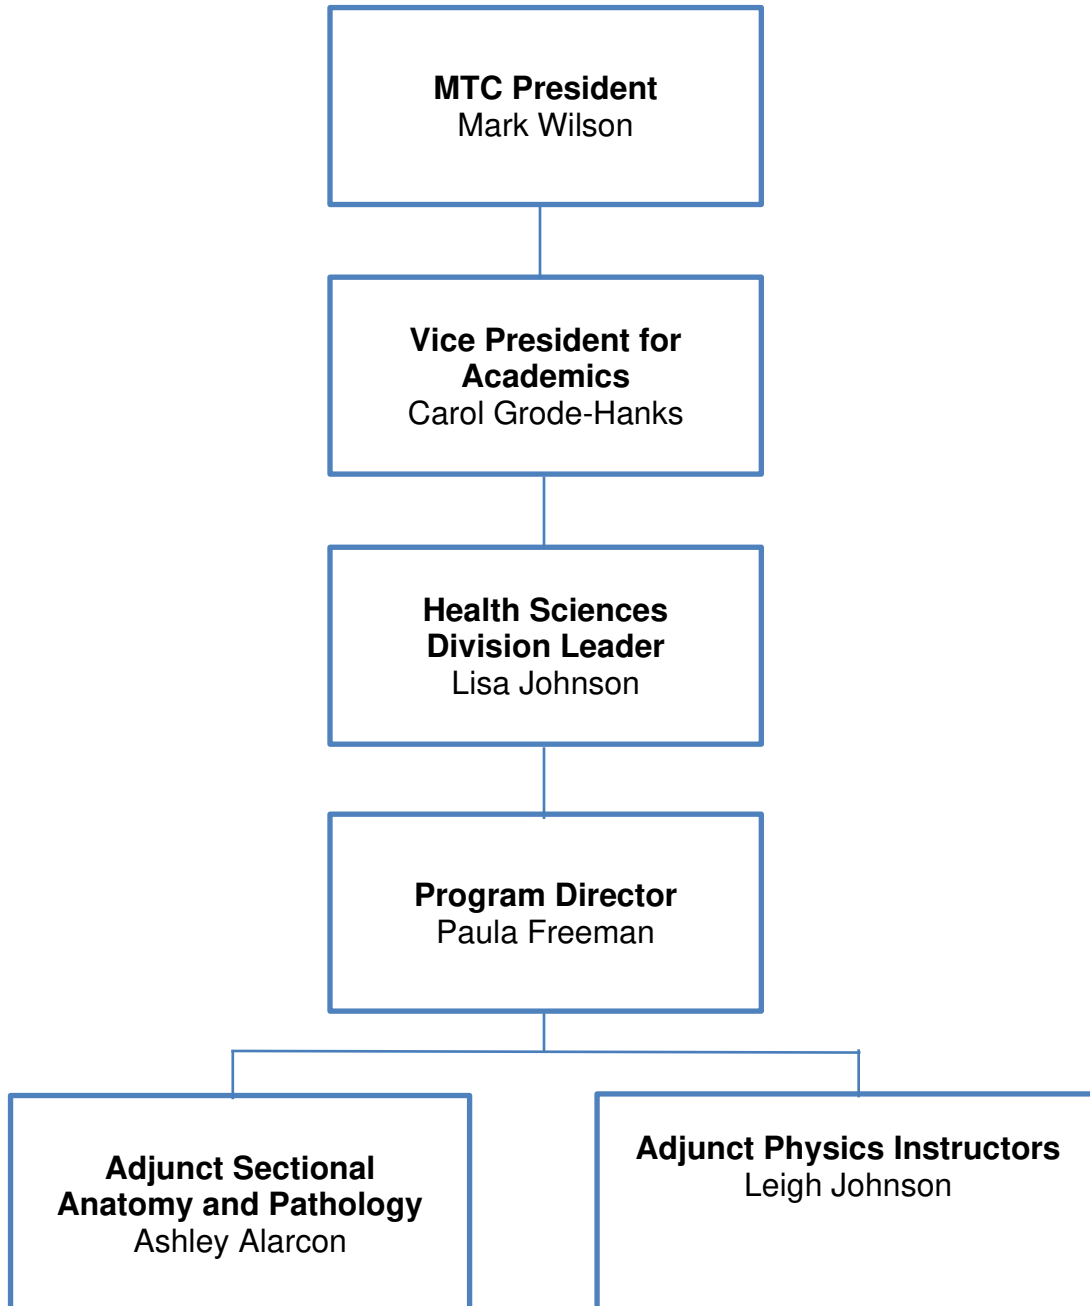 MTC President
Mark Wilson
Vice President for
Academics
Carol Grode-Hanks
Health Sciences
Division Leader
Lisa Johnson
Program Director
Paula Freeman
Adjunct Sectional
Anatomy and Pathology
Ashley Alarcon
Adjunct Physics Instructors
Leigh Johnson